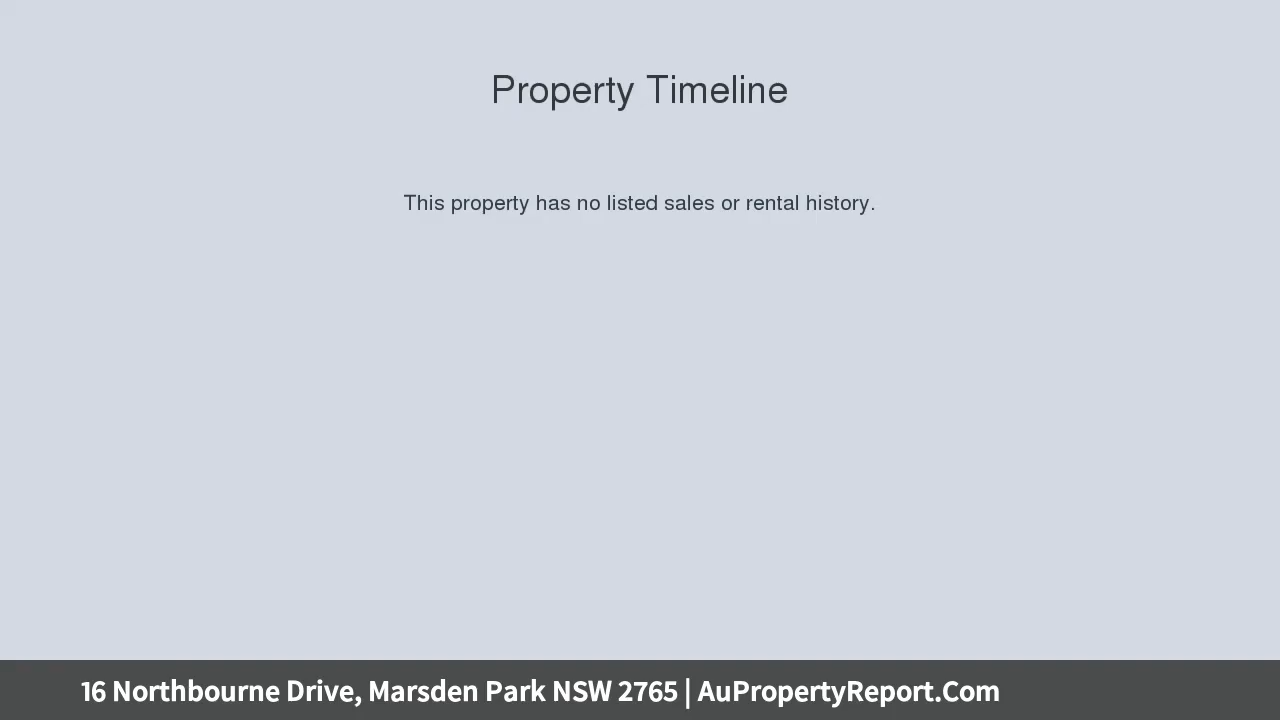 Property Timeline
This property has no listed sales or rental history.
16 Northbourne Drive, Marsden Park NSW 2765 | AuPropertyReport.Com